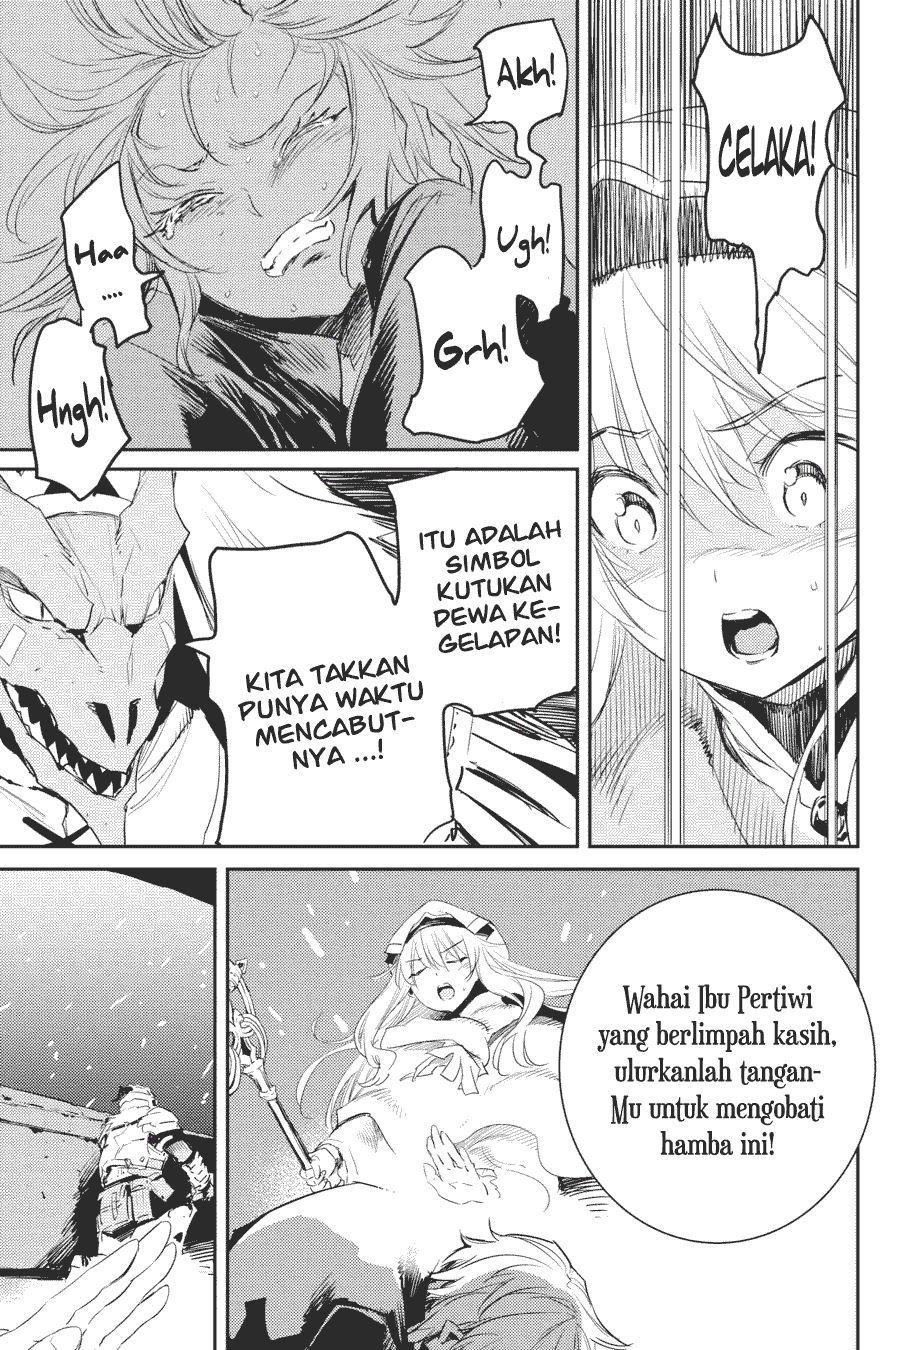 CELAKA!
Akh!
Ugh!
Grh!
Haa
....
Hngh!
ITU ADALAH
SIMBOL
KUTUKAN
DEWA KE-
GELAPAN!
KITA TAKKAN
PUNYA WAKTU
MENCABUT-
NYA ...!
Wahai Ibu Pertiwi
yang berlimpah kasih,
ulurkanlah tangan-
Mu untuk mengobati
hamba ini!